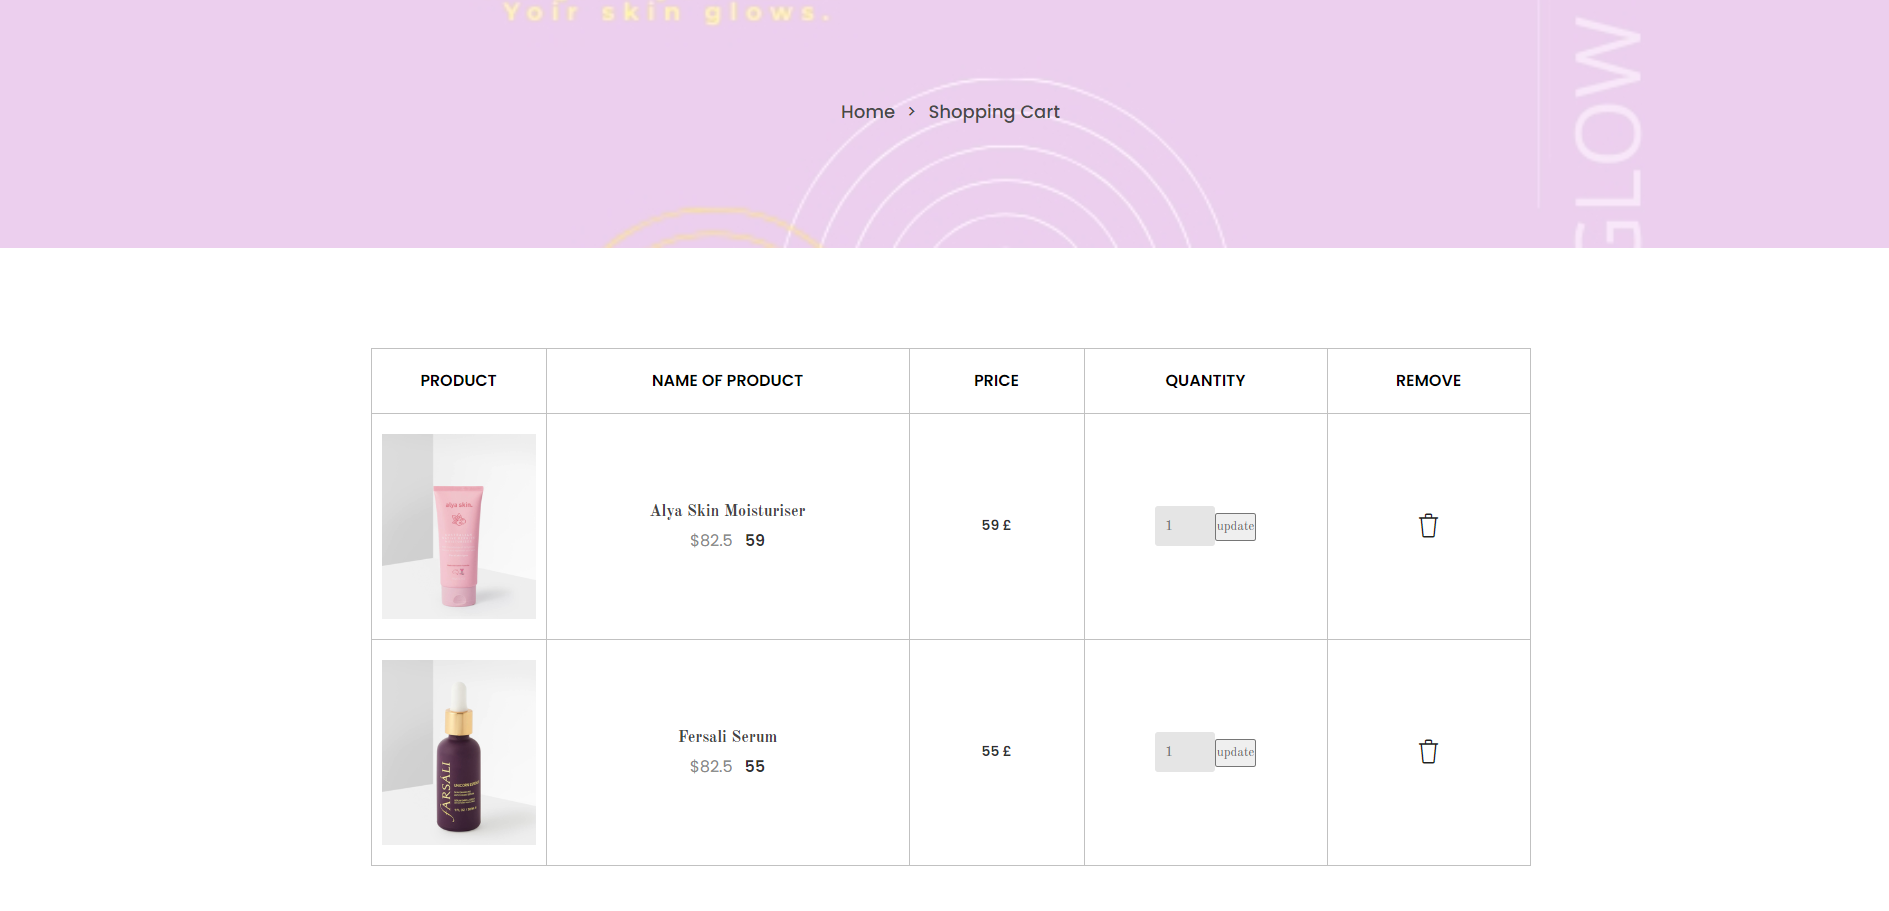 Yoir skin glows.
Home > Shopping Cart
GLOW
PRODUCT NAME OF PRODUCT PRICE QUANTITY REMOVE
alya skin.
Alya Skin Moisturiser
$82.5 59
59 £
1 update
FARSÁLI
Fersali Serum
$82.5 55
55 £
1 update